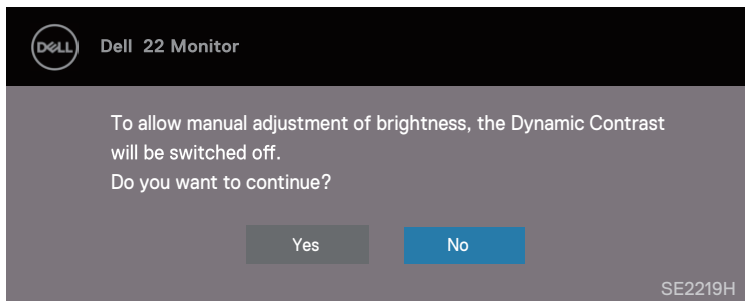 DELL
Dell 22 Monitor
To allow manual adjustment of brightness, the Dynamic Contrast
will be switched off.
Do you want to continue?
Yes No
SE2219H